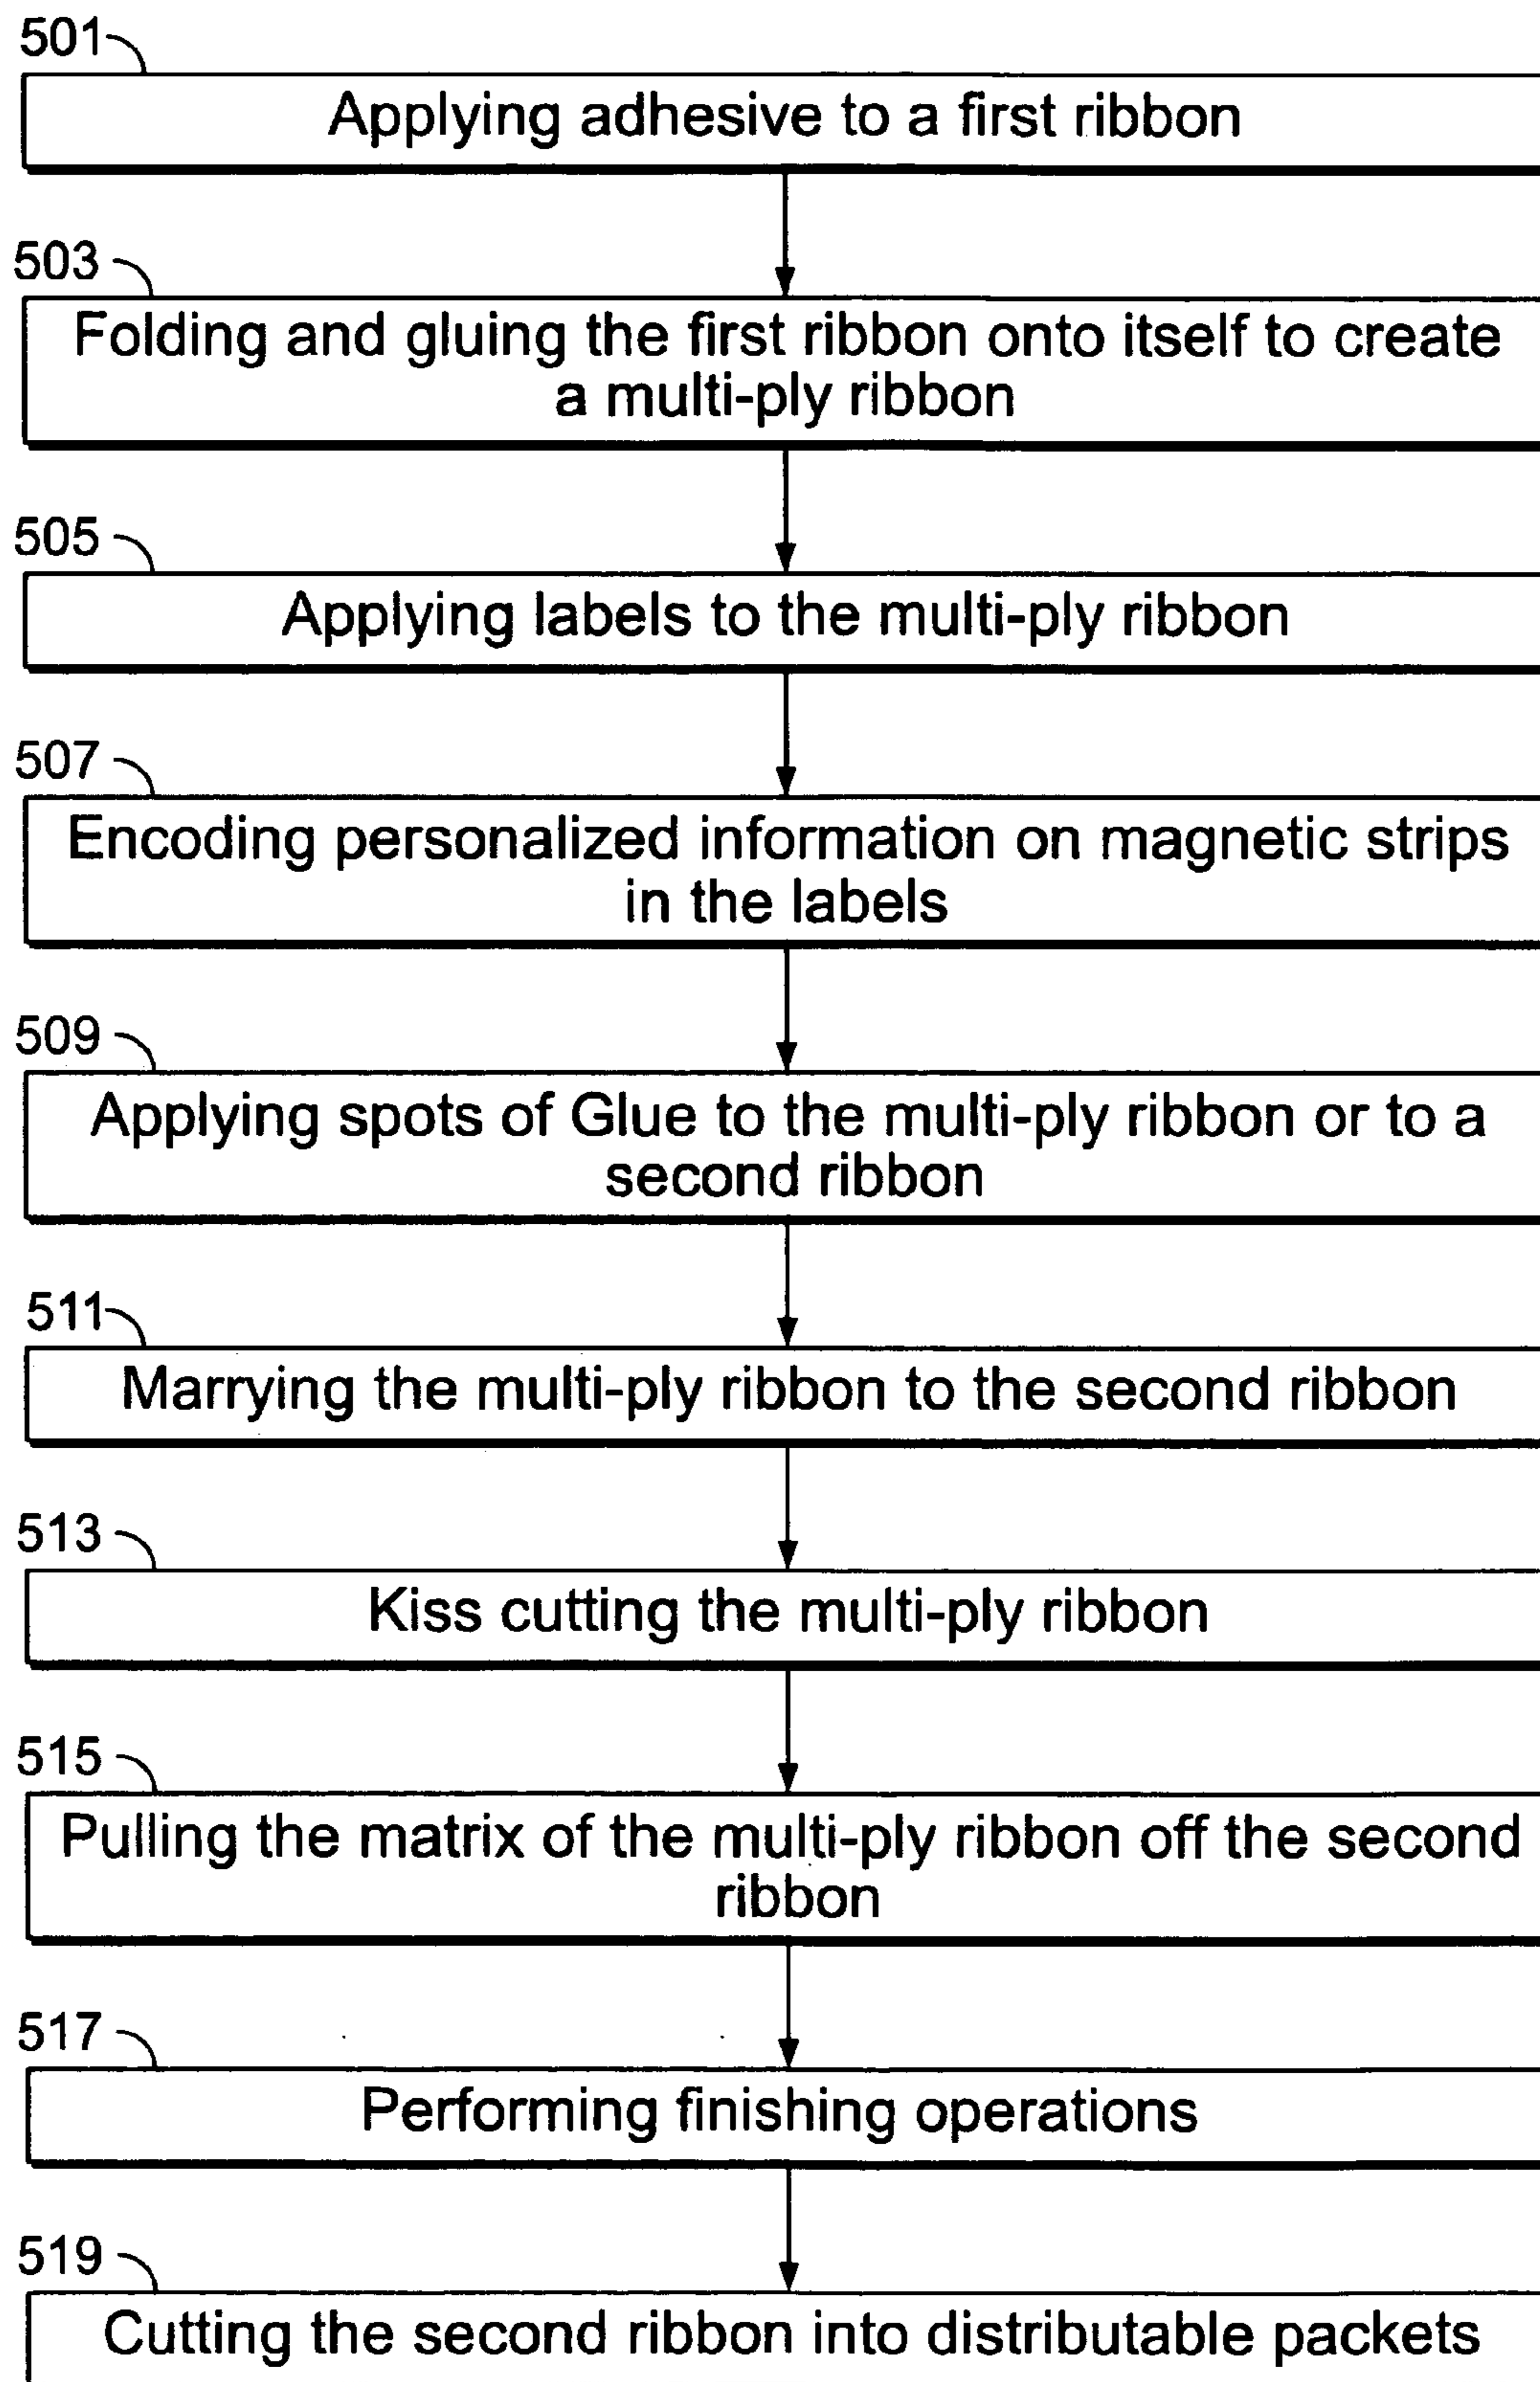 501
Applying adhesive to a first ribbon
503
Folding and gluing the first ribbon onto itself to create
a multi-ply ribbon
505
Applying labels to the multi-ply ribbon
507
Encoding personalized information on magnetic strips
in the labels
509
Applying spots of Glue to the multi-ply ribbon or to a
second ribbon
511
Marrying the multi-ply ribbon to the second ribbon
513
Kiss cutting the multi-ply ribbon
515
Pulling the matrix of the multi-ply ribbon off the second
ribbon
517
Performing finishing operations
519
Cutting the second ribbon into distributable packets